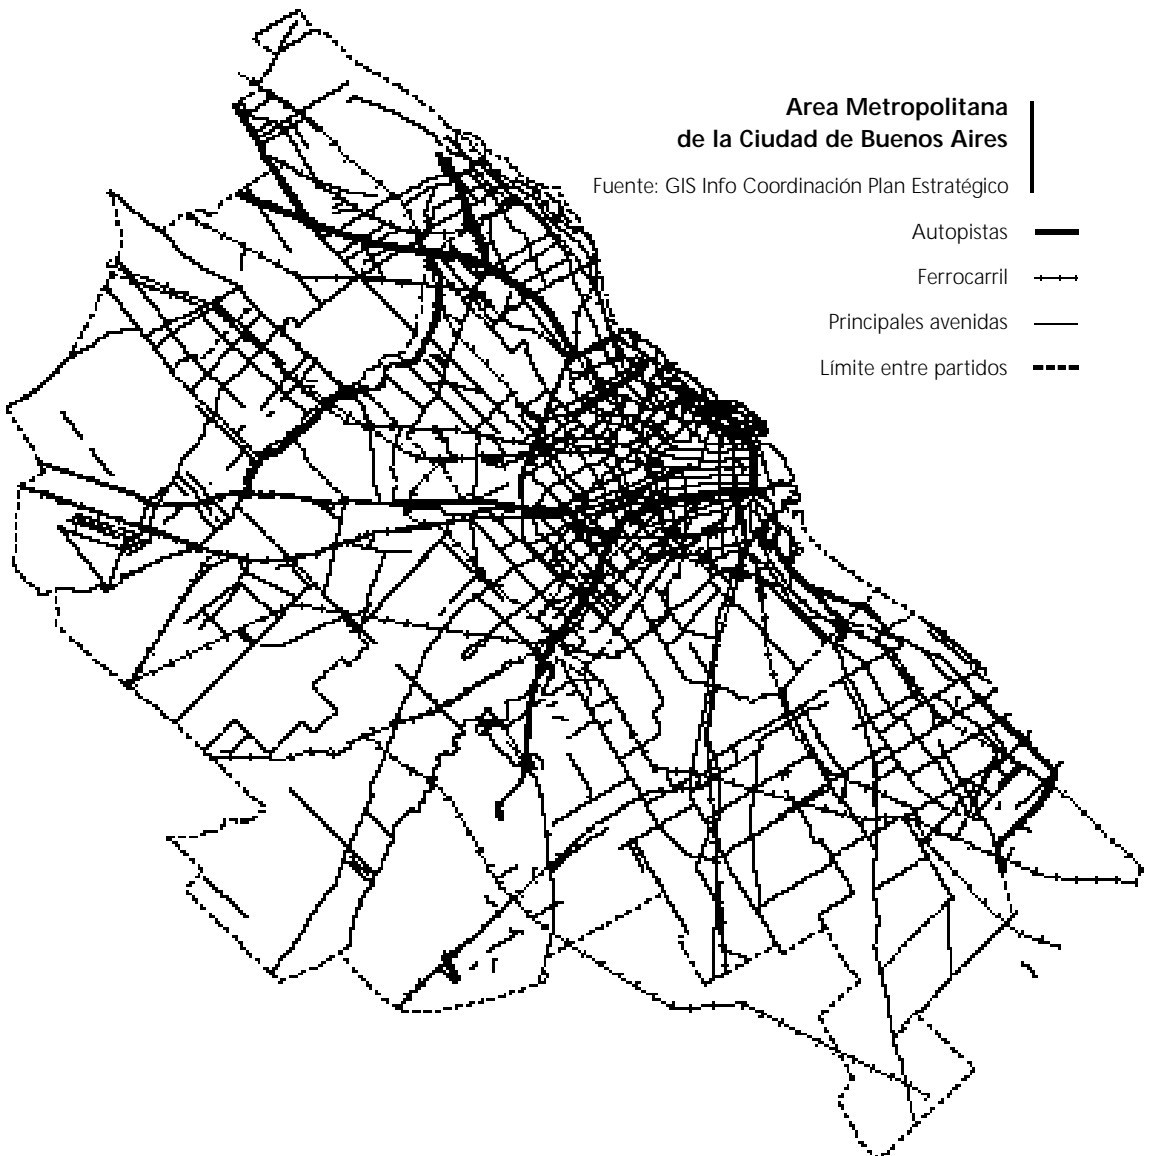 Area Metropolitana
de la Ciudad de Buenos Aires
Fuente: GIS Info Coordinación Plan Estratégico
Autopistas
Ferrocarril
Principales avenidas
Límite entre partidos